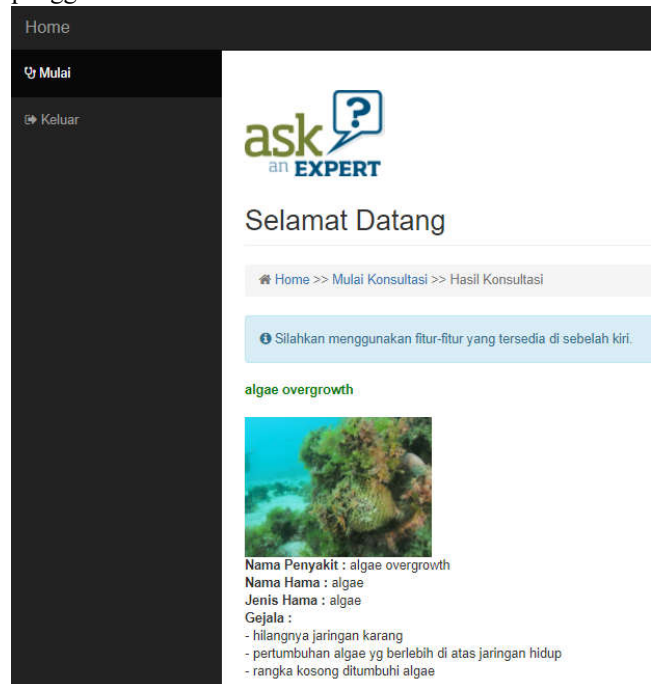 Home
Mulai
Keluar
?
ask
an EXPERT
Selamat Datang
Home >> Mulai Konsultasi >> Hasil Konsultasi
Silahkan menggunakan fitur-fitur yang tersedia di sebelah kiri.
algae overgrowth
Nama Penyakit : algae overgrowth
Nama Hama : algae
Jenis Hama : algae
Gejala :
- hilangnya jaringan karang
- pertumbuhan algae yg berlebih di atas jaringan hidup
- rangka kosong ditumbuhi algae